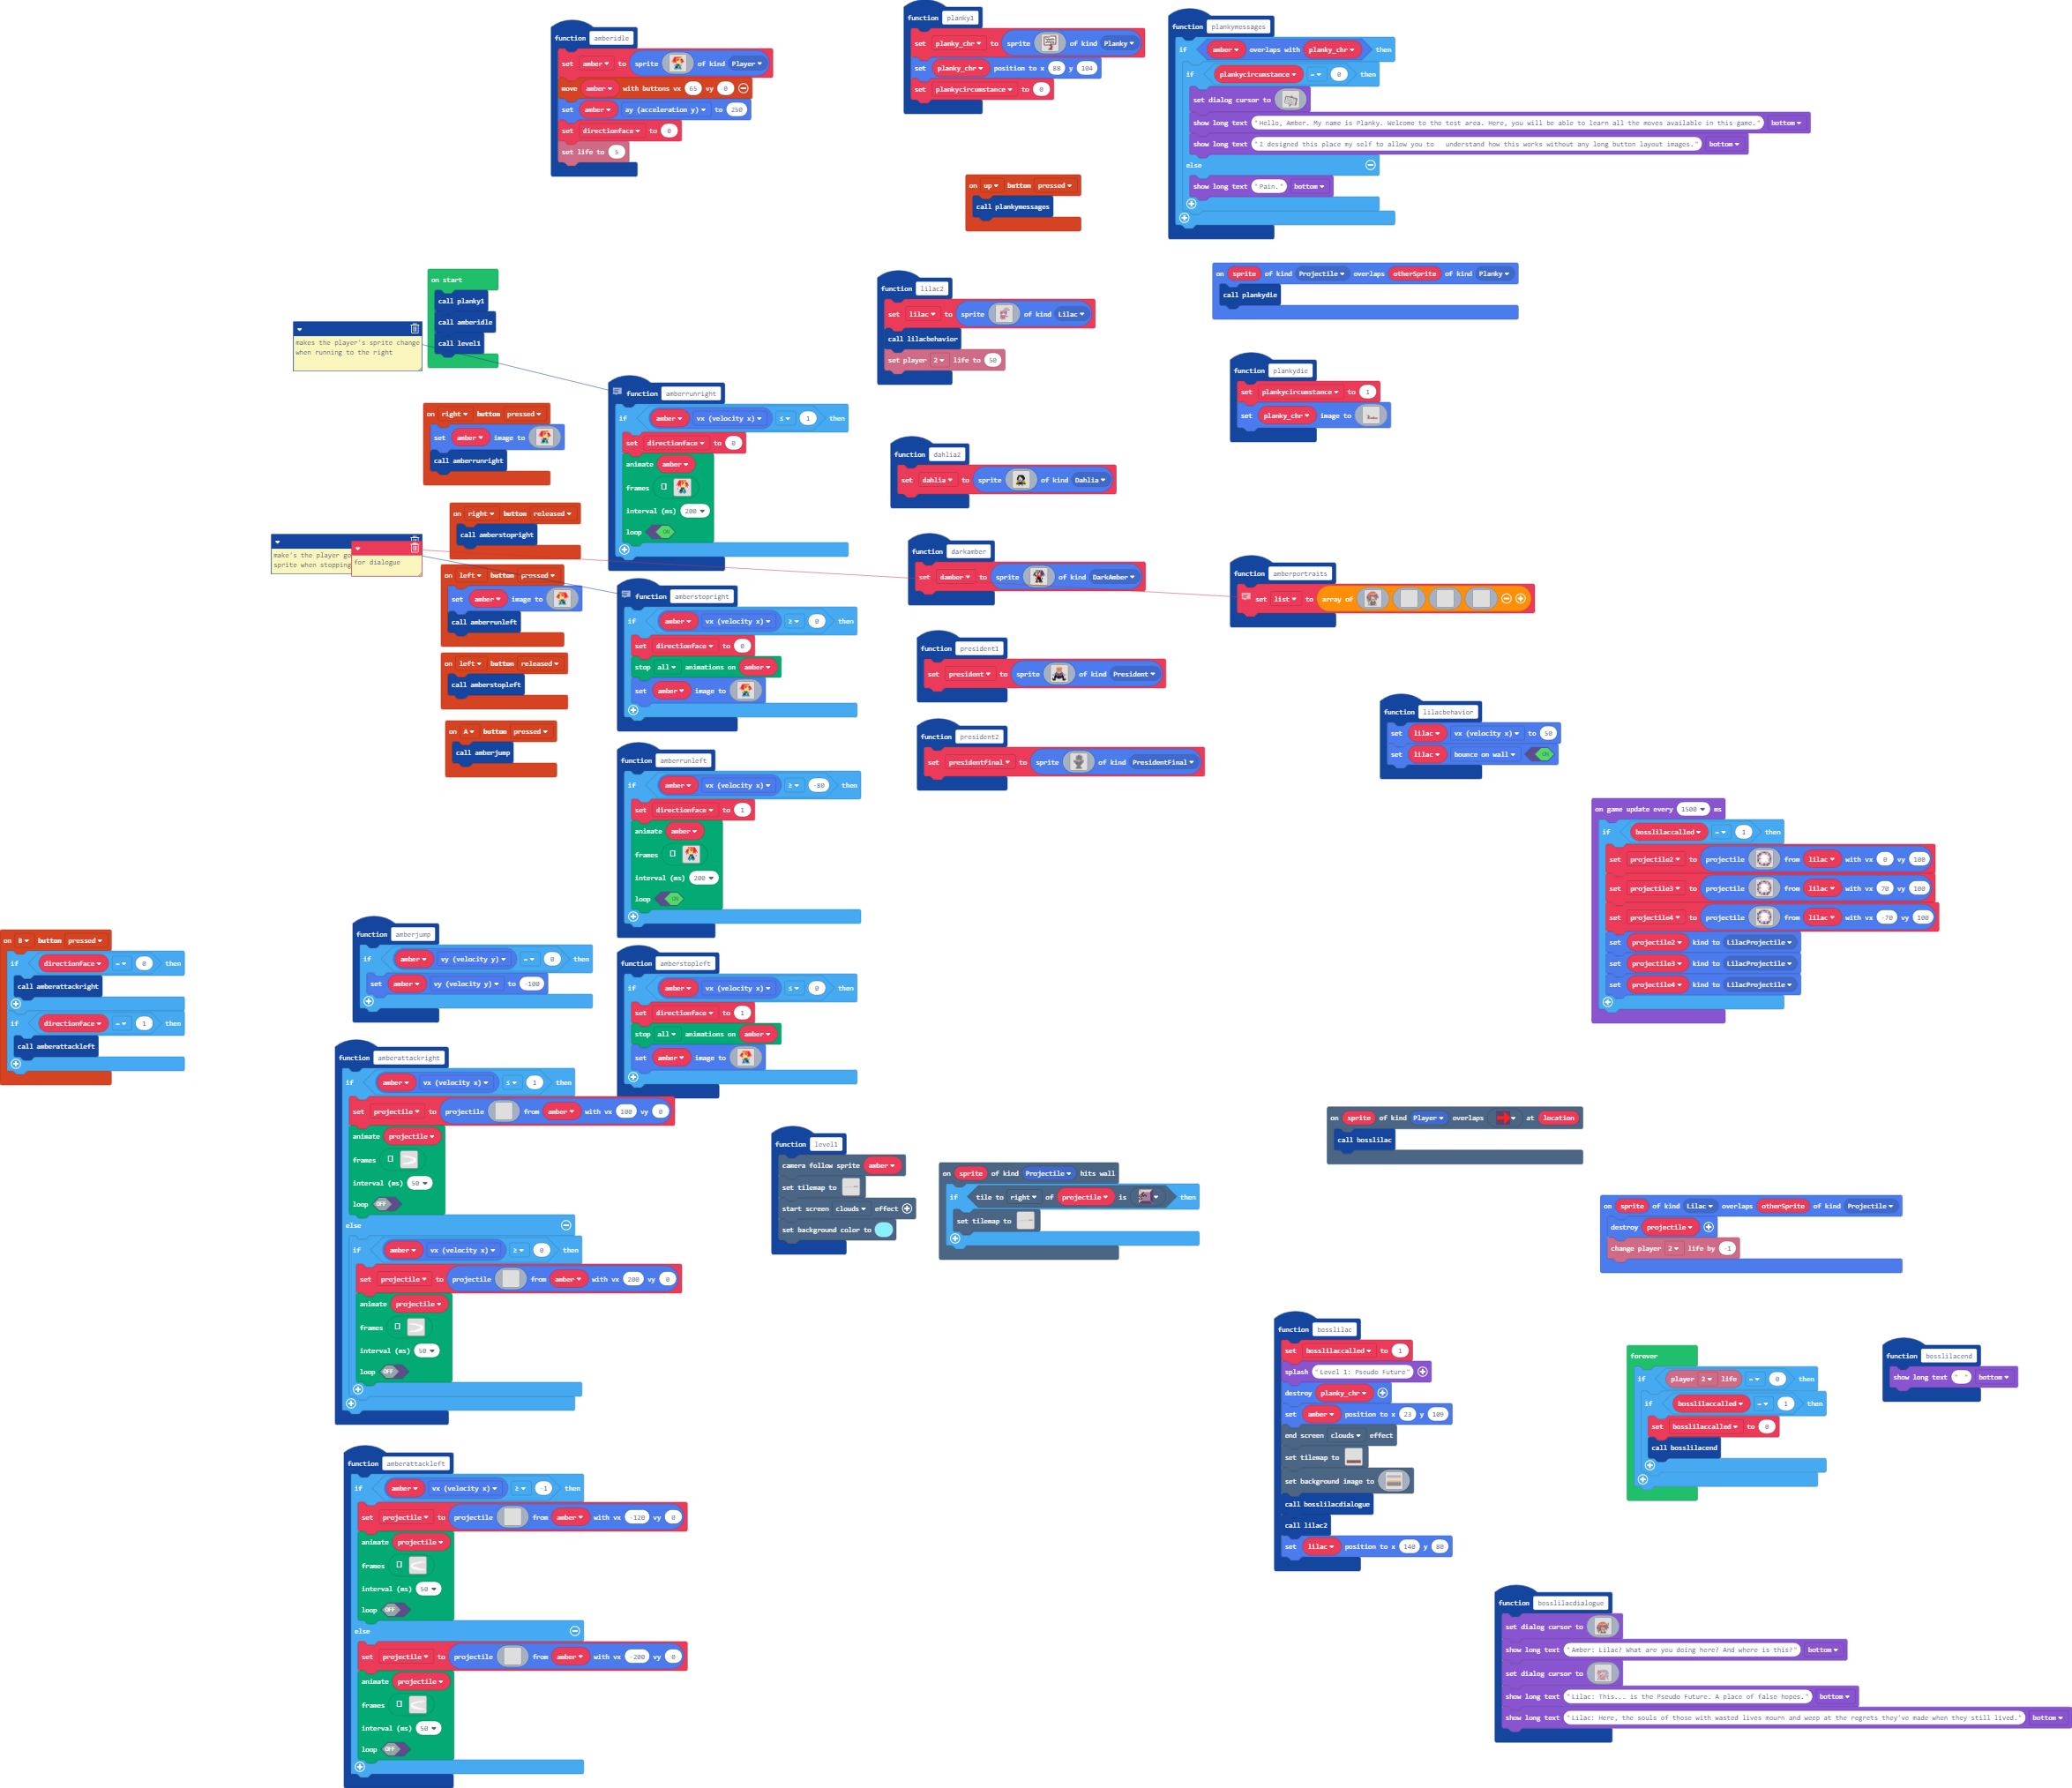 function amberidle
set amber to sprite of kind Player
move amber with buttons vx 65 vy 0
set amber ay (acceleration y) to 250
set directionface to 0
set life to 5
function planky1
set planky_chr to sprite of kind Planky
set planky_chr position to x 88 y 104
set plankycircumstance to 0
function plankymessages
if amber overlaps with planky_chr then
if plankycircumstance = 0 then
set dialog cursor to
show long text "Hello, Amber. My name is Planky. Welcome to the test area. Here, you will be able to learn all the moves available in this game." bottom
show long text "I designed this place my self to allow you to understand how this works without any long button layout images." bottom
else
show long text "Pain." bottom
on up button pressed
call plankymessages
on start
call planky1
call amberidle
call level1
makes the player's sprite change
when running to the right
function lilac2
set lilac to sprite of kind Lilac
call lilacbehavior
set player 2 life to 50
on sprite of kind Projectile overlaps otherSprite of kind Planky
call plankydie
function plankydie
set plankycircumstance to 1
set planky_chr image to
on right button pressed
set amber image to
call amberrunright
function amberrunright
if amber vx (velocity x) ≤ 1 then
set directionface to 0
animate amber
frames
interval (ms) 200
loop ON
on right button released
call amberstopright
make's the player go
sprite when stopping
for dialogue
on left button pressed
set amber image to
call amberrunleft
on left button released
call amberstopleft
on A button pressed
call amberjump
function amberstopright
if amber vx (velocity x) ≥ 0 then
set directionface to 0
stop all animations on amber
set amber image to
function dahlia2
set dahlia to sprite of kind Dahlia
function darkamber
set damber to sprite of kind DarkAmber
function amberportraits
set list to array of
function president1
set president to sprite of kind President
function president2
set presidentfinal to sprite of kind PresidentFinal
function lilacbehavior
set lilac vx (velocity x) to 50
set lilac bounce on wall ON
function amberrunleft
if amber vx (velocity x) ≥ -80 then
set directionface to 1
animate amber
frames
interval (ms) 200
loop ON
on game update every 1500 ms
if bosslilaccalled = 1 then
set projectile2 to projectile from lilac with vx 0 vy 100
set projectile3 to projectile from lilac with vx 70 vy 100
set projectile4 to projectile from lilac with vx -70 vy 100
set projectile2 kind to LilacProjectile
set projectile3 kind to LilacProjectile
set projectile4 kind to LilacProjectile
on B button pressed
if directionface = 0 then
call amberattackright
if directionface = 1 then
call amberattackleft
function amberjump
if amber vy (velocity y) = 0 then
set amber vy (velocity y) to -100
function amberstopleft
if amber vx (velocity x) ≤ 0 then
set directionface to 1
stop all animations on amber
set amber image to
function amberattackright
if amber vx (velocity x) ≤ 1 then
set projectile to projectile from amber with vx 100 vy 0
animate projectile
frames
interval (ms) 50
loop OFF
else
if amber vx (velocity x) ≥ 0 then
set projectile to projectile from amber with vx 200 vy 0
animate projectile
frames
interval (ms) 50
loop OFF
function level1
camera follow sprite amber
set tilemap to
start screen clouds effect
set background color to
on sprite of kind Projectile hits wall
if tile to right of projectile is then
set tilemap to
on sprite of kind Player overlaps at location
call bosslilac
on sprite of kind Lilac overlaps otherSprite of kind Projectile
destroy projectile
change player 2 life by -1
function bosslilac
set bosslilaccalled to 1
splash "Level 1: Pseudo Future"
destroy planky_chr
set amber position to x 23 y 109
end screen clouds effect
set tilemap to
set background image to
call bosslilacdialogue
call lilac2
set lilac position to x 140 y 80
forever
if player 2 life = 0 then
if bosslilaccalled = 1 then
set bosslilaccalled to 0
call bosslilacend
function bosslilacend
show long text " " bottom
function amberattackleft
if amber vx (velocity x) ≥ -1 then
set projectile to projectile from amber with vx -120 vy 0
animate projectile
frames
interval (ms) 50
loop OFF
else
set projectile to projectile from amber with vx -200 vy 0
animate projectile
frames
interval (ms) 50
loop OFF
function bosslilacdialogue
set dialog cursor to
show long text "Amber: Lilac? What are you doing here? And where is this?" bottom
set dialog cursor to
show long text "Lilac: This... is the Pseudo Future. A place of false hopes." bottom
show long text "Lilac: Here, the souls of those with wasted lives mourn and weep at the regrets they've made when they still lived." bottom